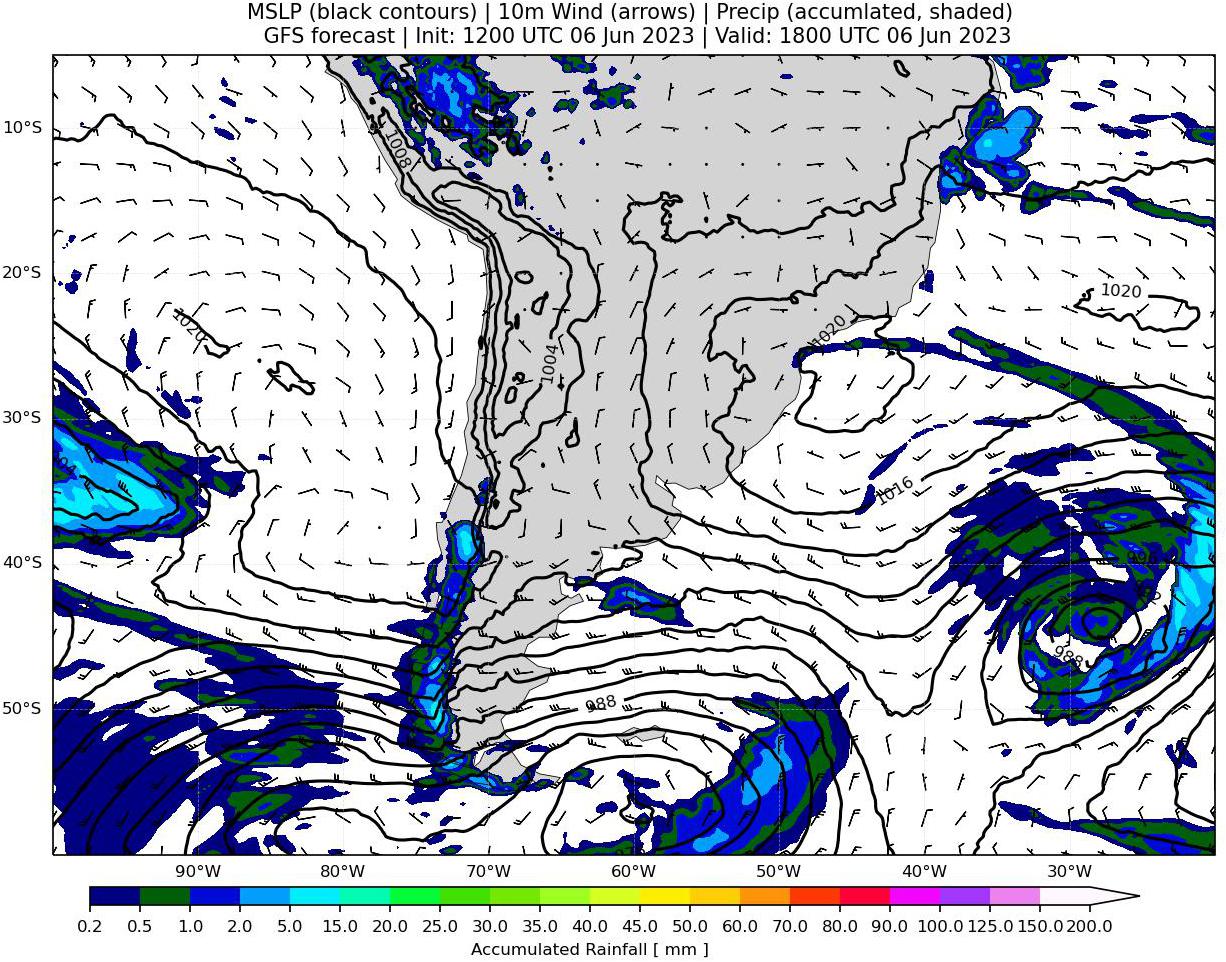 MSLP (black contours) | 10m Wind (arrows) | Precip (accumlated, shaded)
GFS forecast | Init: 1200 UTC 06 Jun 2023 | Valid: 1800 UTC 06 Jun 2023
10°S
1008
20°S
1020
1020
1020
1004
30°S
1016
40°S
988
50°S
988
90°W 80°W 70°W 60°W 50°W 40°W 30°W
0.2 0.5 1.0 2.0 5.0 15.0 20.0 25.0 30.0 35.0 40.0 45.0 50.0 60.0 70.0 80.0 90.0 100.0 125.0 150.0 200.0
Accumulated Rainfall [ mm ]